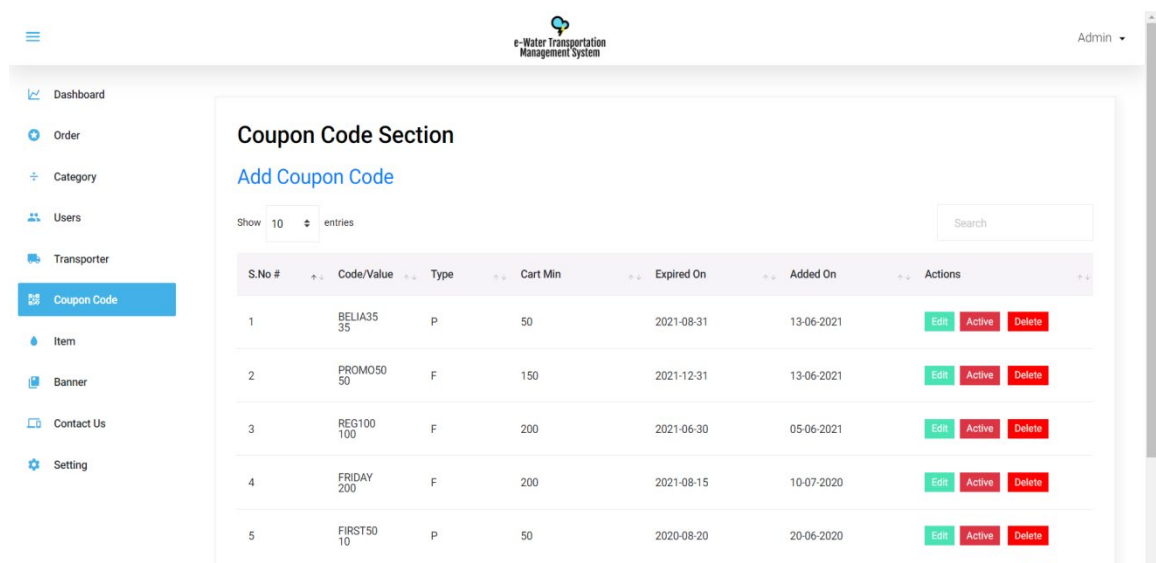 e-Water Transportation
Management System
Admin
Dashboard
Order
Category
Users
Transporter
Coupon Code
Item
Banner
Contact Us
Setting
Coupon Code Section
Add Coupon Code
Show 10 entries
Search
S.No # Code/Value Type Cart Min Expired On Added On Actions
1 BELIA35 P 50 2021-08-31 13-06-2021 Edit Active Delete
35
2 PROMO50 F 150 2021-12-31 13-06-2021 Edit Active Delete
50
3 REG100 F 200 2021-06-30 05-06-2021 Edit Active Delete
100
4 FRIDAY F 200 2021-08-15 10-07-2020 Edit Active Delete
200
5 FIRST50 P 50 2020-08-20 20-06-2020 Edit Active Delete
10